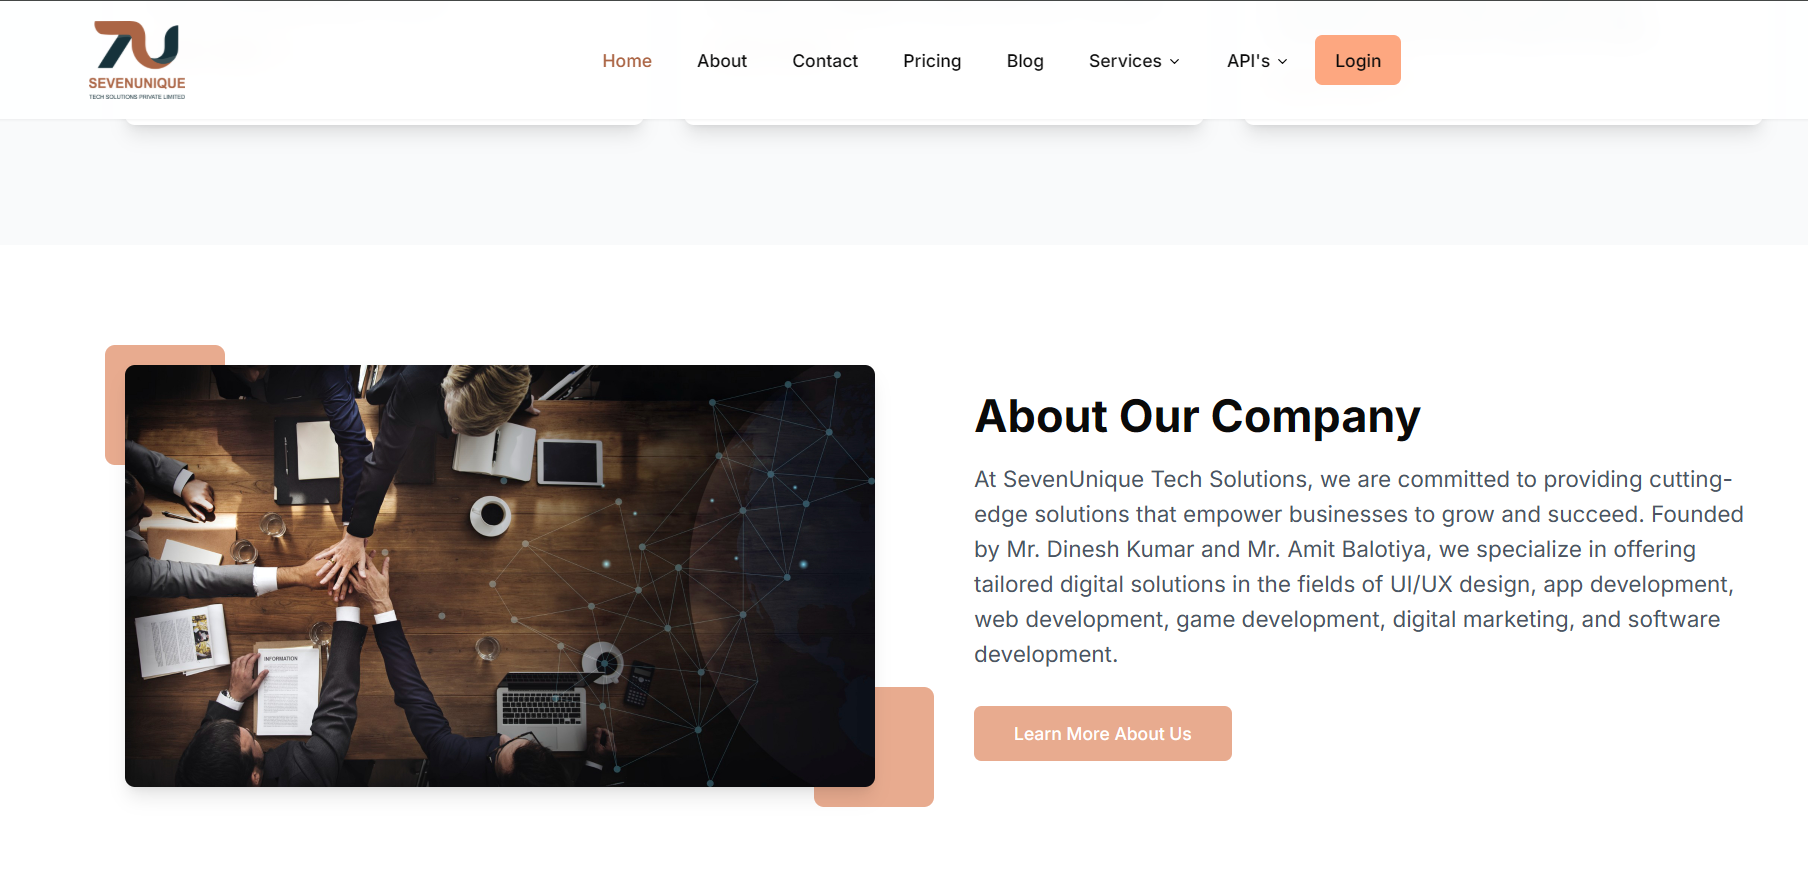 7U
SEVENUNIQUE
TECH SOLUTIONS PRIVATE LIMITED
Home About Contact Pricing Blog Services API's Login
INFORMATION
About Our Company
At SevenUnique Tech Solutions, we are committed to providing cutting-
edge solutions that empower businesses to grow and succeed. Founded
by Mr. Dinesh Kumar and Mr. Amit Balotiya, we specialize in offering
tailored digital solutions in the fields of UI/UX design, app development,
web development, game development, digital marketing, and software
development.
Learn More About Us